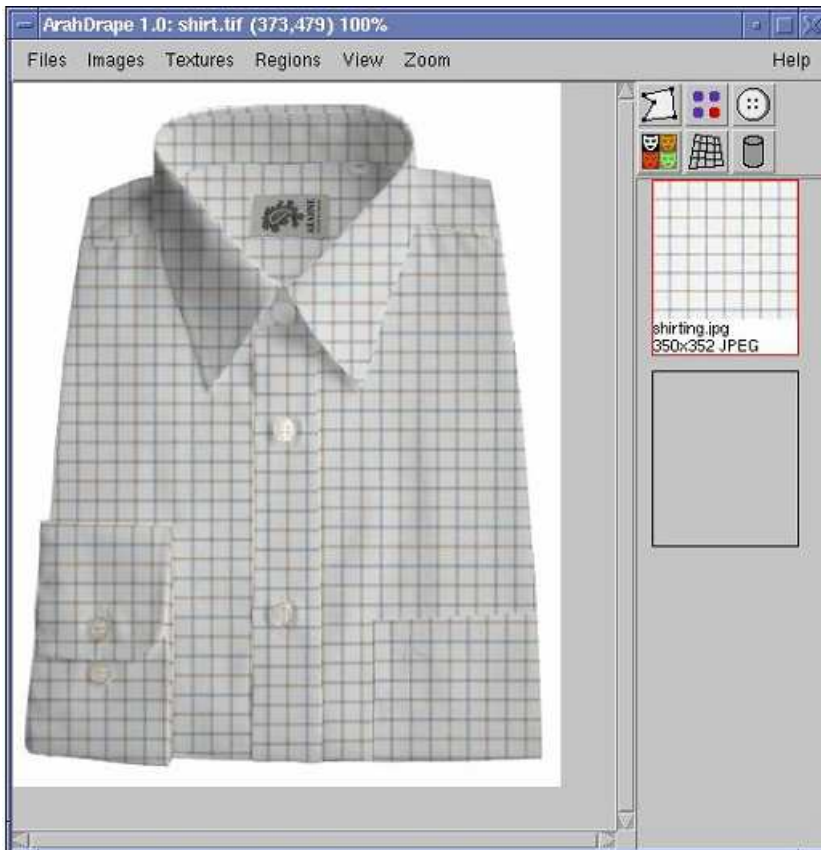 ArahDrape 1.0: shirt.tif (373,479) 100%
Files Images Textures Regions View Zoom Help
shirting.jpg
350x352 JPEG